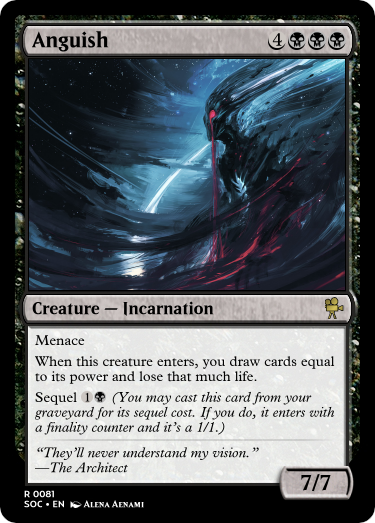 Anguish 4
Creature — Incarnation
Menace
When this creature enters, you draw cards equal
to its power and lose that much life.
Sequel 1 (You may cast this card from your
graveyard for its sequel cost. If you do, it enters with
a finality counter and it's a 1/1.)
“They'll never understand my vision.”
—The Architect
7/7
R 0081
SOC • EN Alena Aenami